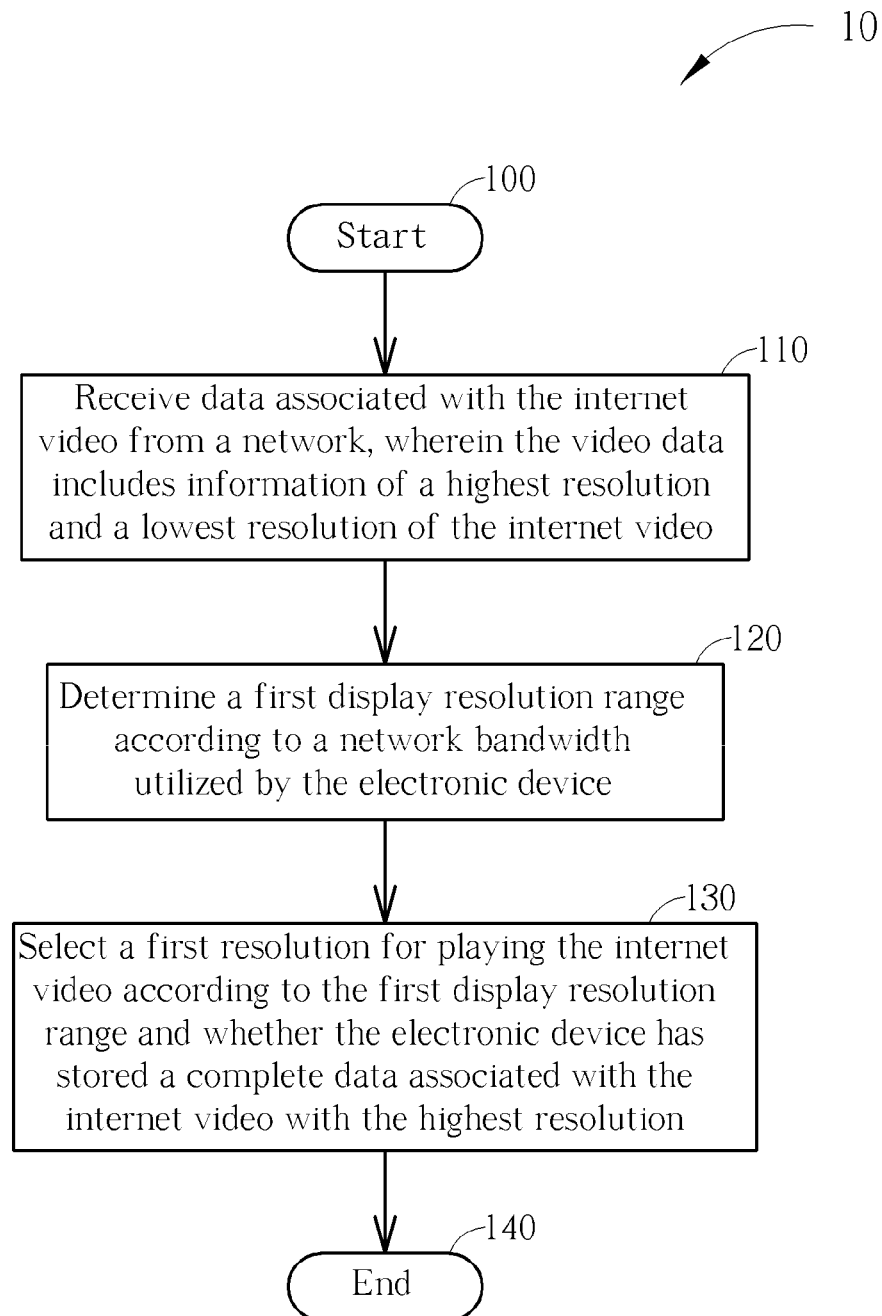 10
100
Start
110
Receive data associated with the internet
video from a network, wherein the video data
includes information of a highest resolution
and a lowest resolution of the internet video
120
Determine a first display resolution range
according to a network bandwidth
utilized by the electronic device
130
Select a first resolution for playing the internet
video according to the first display resolution
range and whether the electronic device has
stored a complete data associated with the
internet video with the highest resolution
140
End